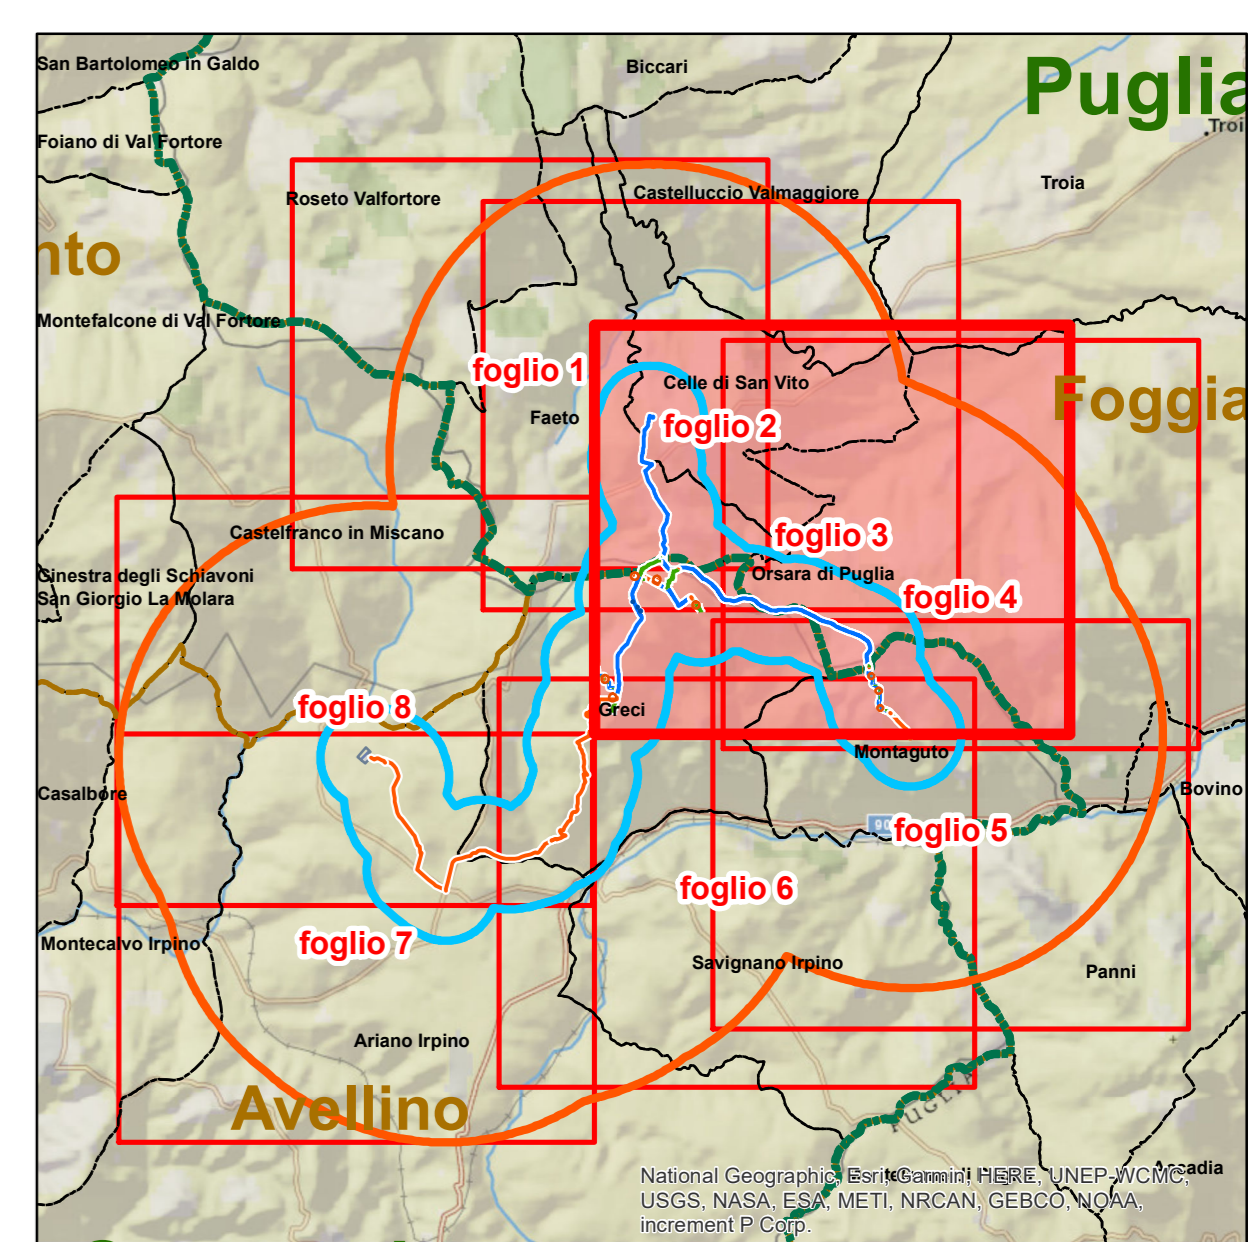 San Bartolomeo in Galdo
Biccari
Puglia
Troi
Foiano di Val Fortore
Troia
Roseto Valfortore
Castelluccio Valmaggiore
nto
Montefalcone di Val Fortore
foglio 1
Celle di San Vito
Foggia
Faeto
foglio 2
Castelfranco in Miscano
foglio 3
Ginestra degli Schiavoni
Orsara di Puglia
San Giorgio La Molara
foglio 4
foglio 8
Greci
Montaguto
Casalbore
Bovino
90
foglio 5
foglio 6
Montecalvo Irpino
foglio 7
Savignano Irpino
Panni
Ariano Irpino
Avellino
PUGLIA
Accadia
National Geographic, Esri, Garmin, HERE, UNEP-WCMC,
USGS, NASA, ESA, METI, NRCAN, GEBCO, NOAA,
increment P Corp.